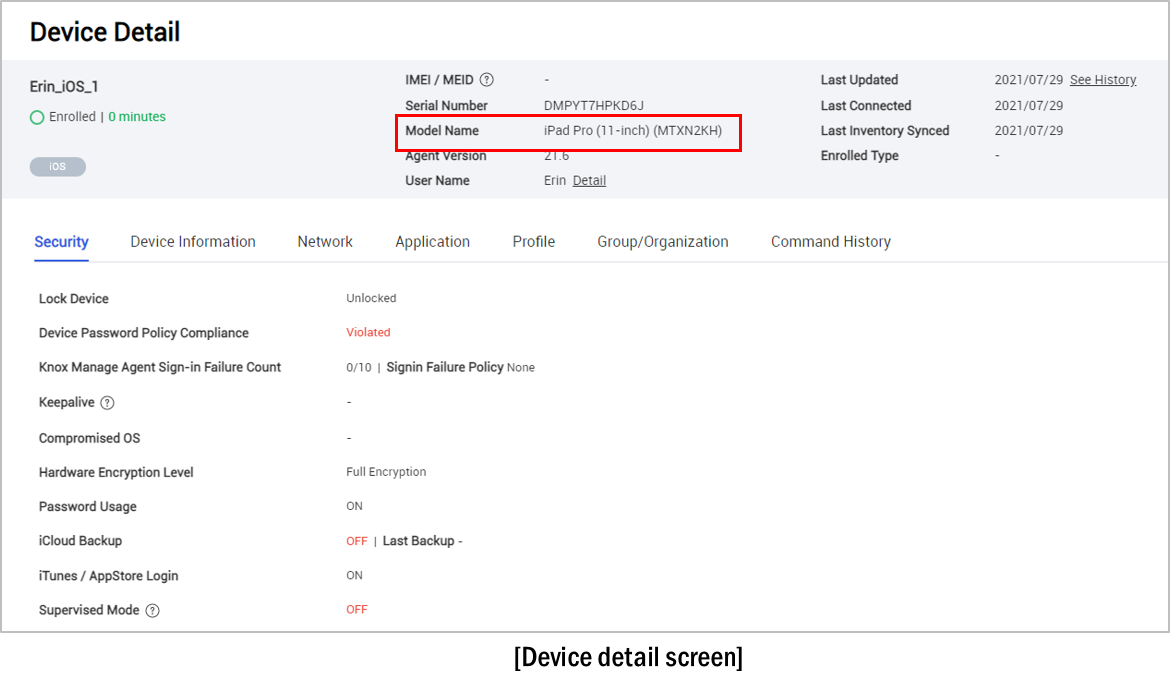 Device Detail
Erin_iOS_1
Enrolled | 0 minutes
iOS
IMEI / MEID ? -
Serial Number DMPYT7HPKD6J
Model Name iPad Pro (11-inch) (MTXN2KH)
Agent Version 21.6
User Name Erin Detail
Last Updated 2021/07/29 See History
Last Connected 2021/07/29
Last Inventory Synced 2021/07/29
Enrolled Type -
Security Device Information Network Application Profile Group/Organization Command History
Lock Device Unlocked
Device Password Policy Compliance Violated
Knox Manage Agent Sign-in Failure Count 0/10 | Signin Failure Policy None
Keepalive ? -
Compromised OS -
Hardware Encryption Level Full Encryption
Password Usage ON
iCloud Backup OFF | Last Backup -
iTunes / AppStore Login ON
Supervised Mode ? OFF
[Device detail screen]